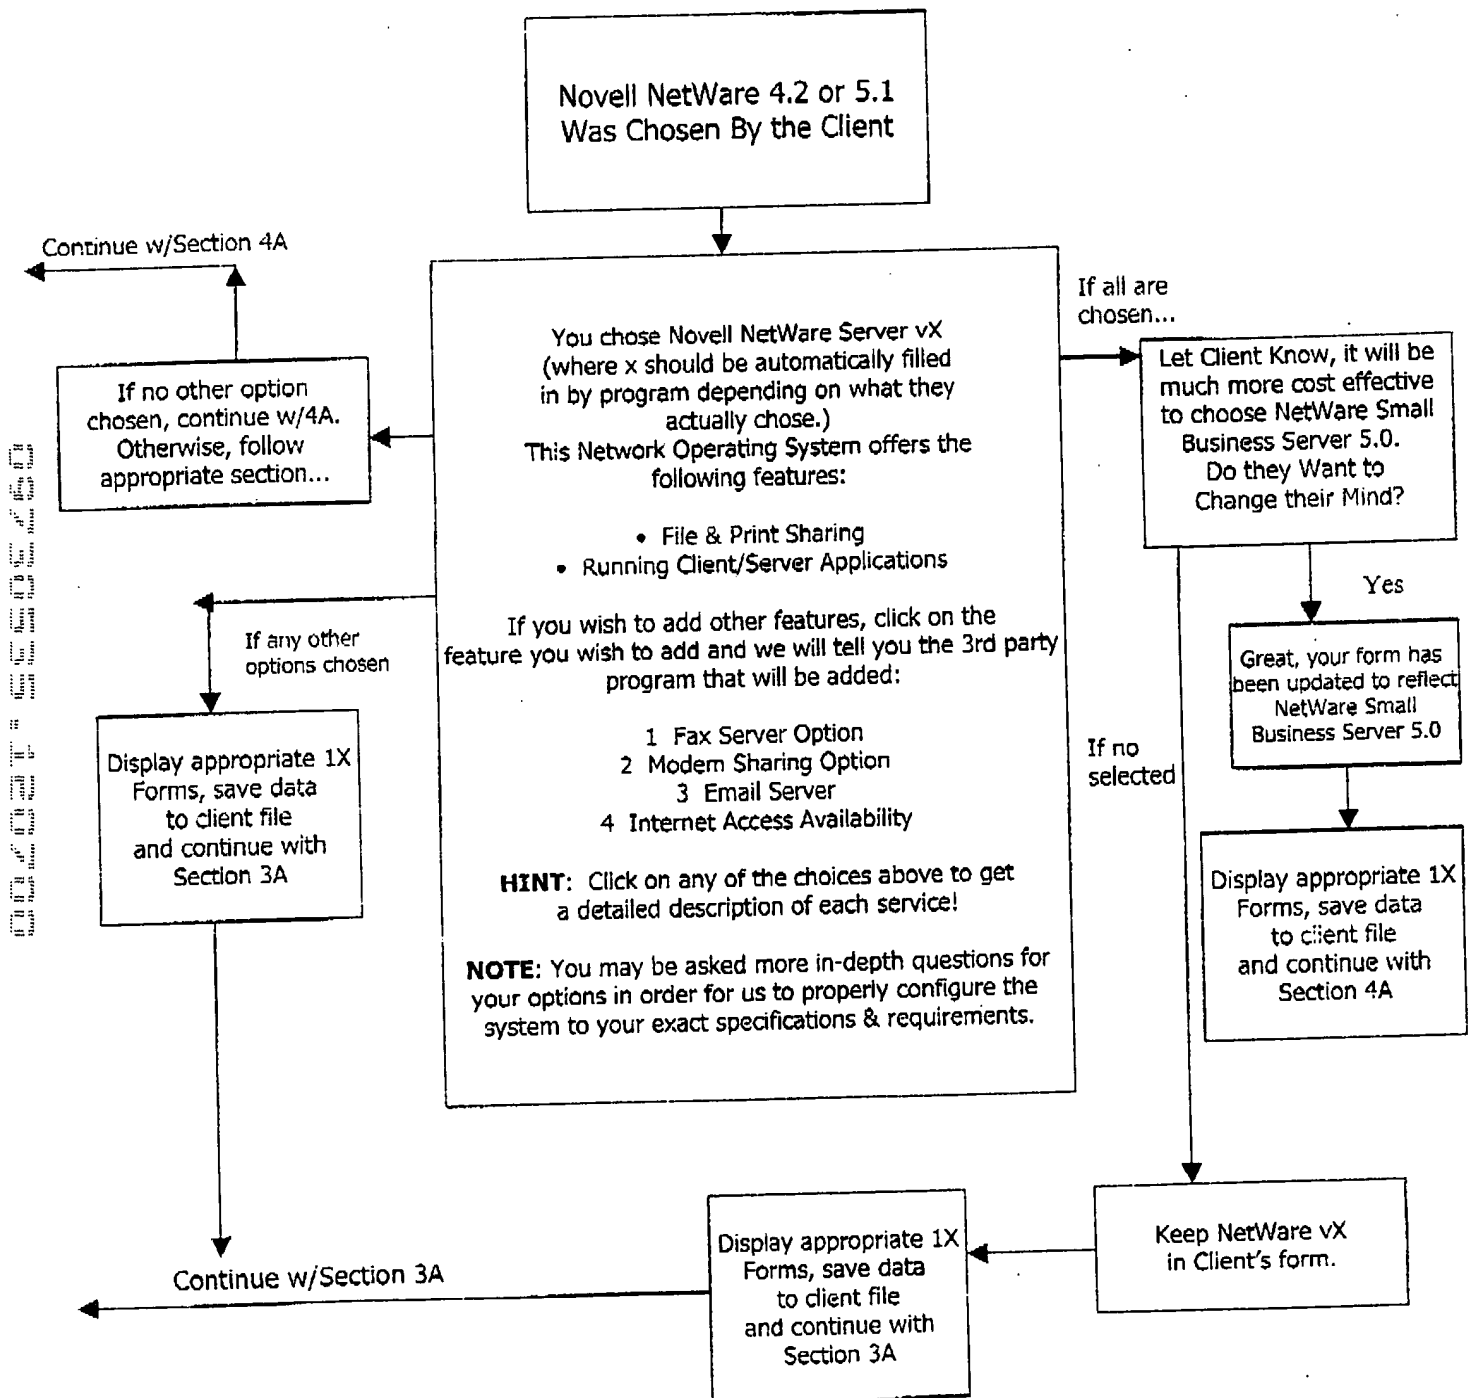 Novell NetWare 4.2 or 5.1
Was Chosen By the Client
Continue w/Section 4A
If no other option
chosen, continue w/4A.
Otherwise, follow
appropriate section...
You chose Novell NetWare Server vX
(where x should be automatically filled
in by program depending on what they
actually chose.)
This Network Operating System offers the
following features:
• File & Print Sharing
• Running Client/Server Applications
If you wish to add other features, click on the
feature you wish to add and we will tell you the 3rd party
program that will be added:
1 Fax Server Option
2 Modem Sharing Option
3 Email Server
4 Internet Access Availability
HINT: Click on any of the choices above to get
a detailed description of each service!
NOTE: You may be asked more in-depth questions for
your options in order for us to properly configure the
system to your exact specifications & requirements.
If all are
chosen...
Let Client Know, it will be
much more cost effective
to choose NetWare Small
Business Server 5.0.
Do they Want to
Change their Mind?
Yes
Great, your form has
been updated to reflect
NetWare Small
Business Server 5.0
Display appropriate 1X
Forms, save data
to client file
and continue with
Section 4A
If no
selected
If any other
options chosen
Display appropriate 1X
Forms, save data
to client file
and continue with
Section 3A
Keep NetWare vX
in Client's form.
Display appropriate 1X
Forms, save data
to client file
and continue with
Section 3A
Continue w/Section 3A